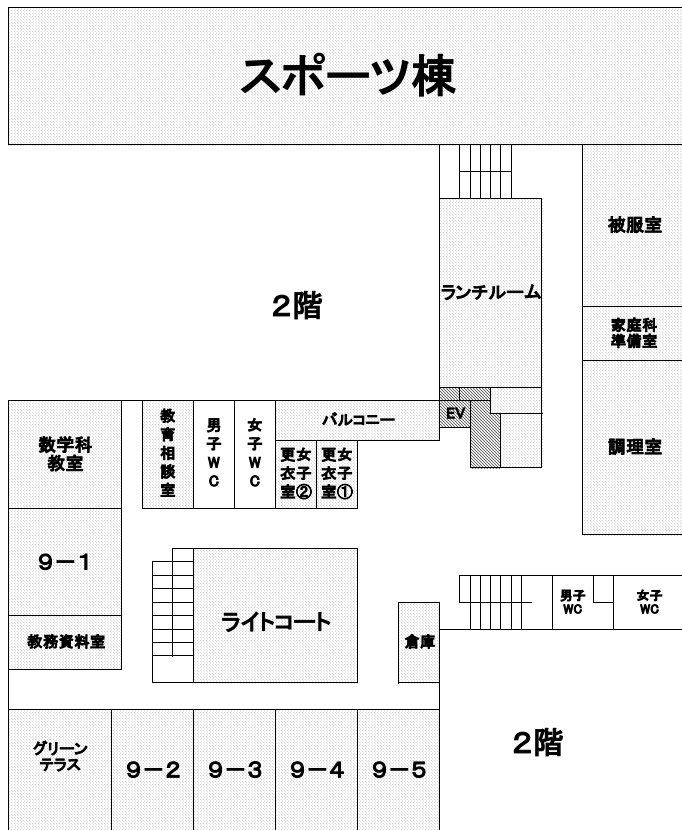 スポーツ棟
被服室
ランチルーム
2階
家庭科
準備室
EV
バルコニー
教育相談室
男子WC
女子WC
女子更衣室②
女子更衣室①
数学科
教室
調理室
9－1
ライトコート
男子
WC
女子
WC
教務資料室
倉庫
グリーン
テラス
9－2
9－3
9－4
9－5
2階